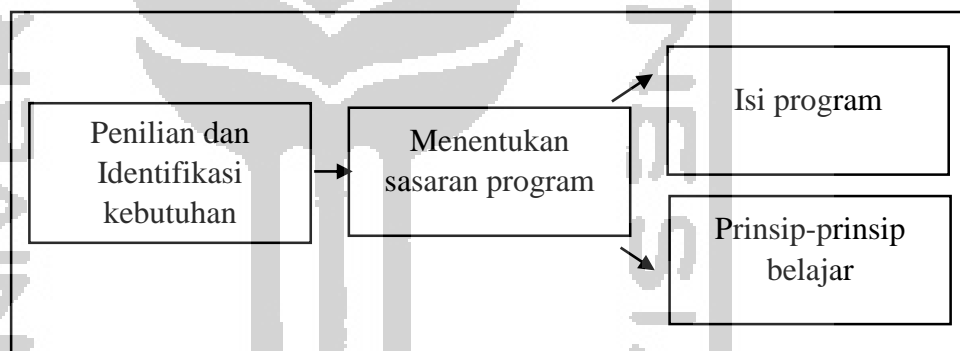 Penilian dan
Identifikasi
kebutuhan
Menentukan
sasaran program
Isi program
Prinsip-prinsip
belajar